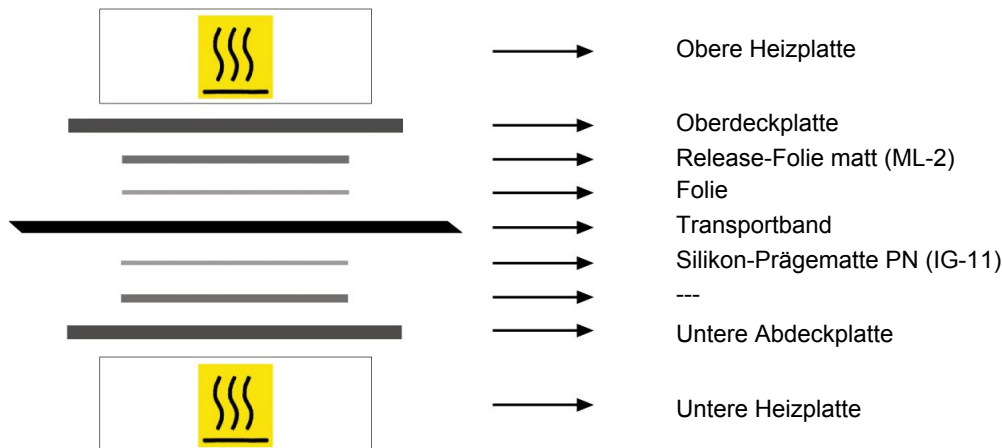 Obere Heizplatte
Oberdeckplatte
Release-Folie matt (ML-2)
Folie
Transportband
Silikon-Prägematte PN (IG-11)
---
Untere Abdeckplatte
Untere Heizplatte